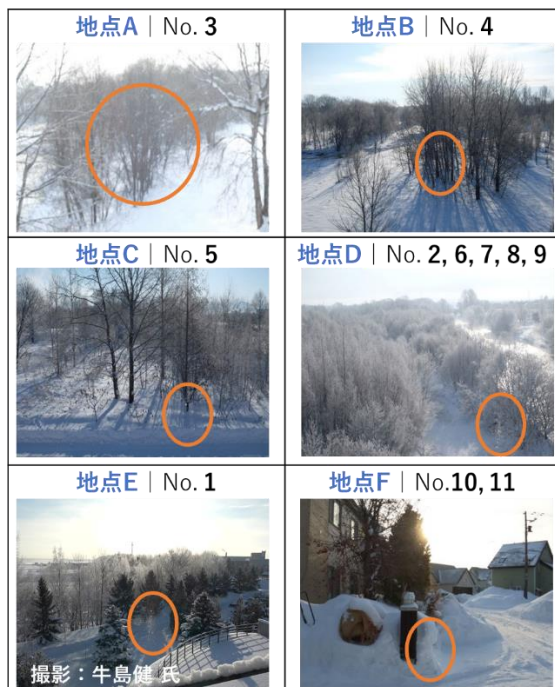 地点A | No. 3
地点B | No. 4
地点C | No. 5
地点D | No. 2, 6, 7, 8, 9
地点E | No. 1
地点F | No.10, 11
撮影：牛島健 氏